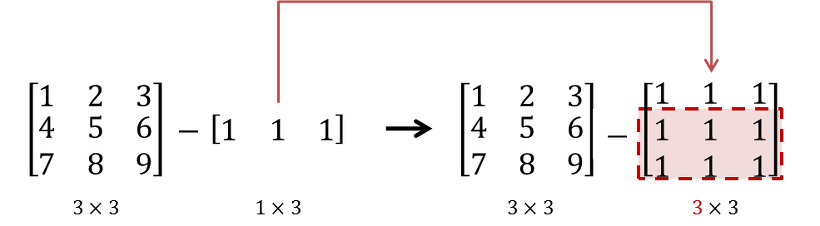 1 2 3     1 2 3   1 1 1
4 5 6 − [1 1 1] → 4 5 6 − 1 1 1
7 8 9     7 8 9   1 1 1
3 × 3 1 × 3 3 × 3 3 × 3